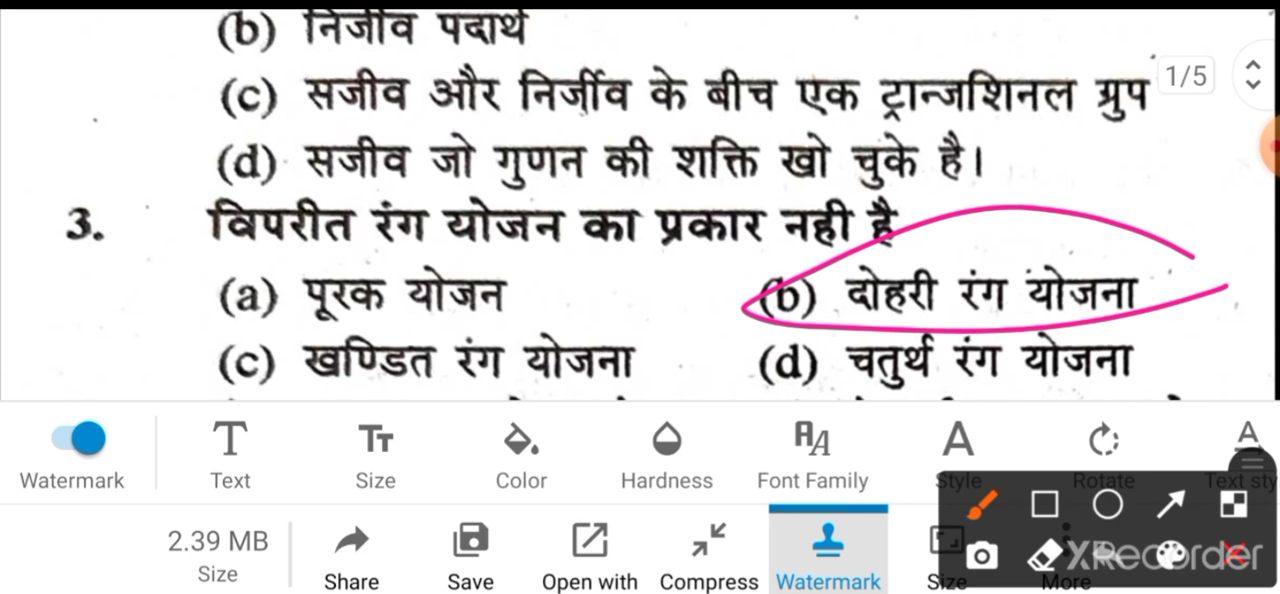 (b) निर्जीव पदार्थ
(c) सजीव और निर्जीव के बीच एक ट्रान्जशिनल ग्रुप
1/5
(d) सजीव जो गुणन की शक्ति खो चुके है।
3. विपरीत रंग योजन का प्रकार नही है
(a) पूरक योजन (b) दोहरी रंग योजना
(c) खण्डित रंग योजना (d) चतुर्थ रंग योजना
Watermark Text Size Color Hardness Font Family Style Rotate Text sty
2.39 MB
Size Share Save Open with Compress Watermark Size More
XRecorder